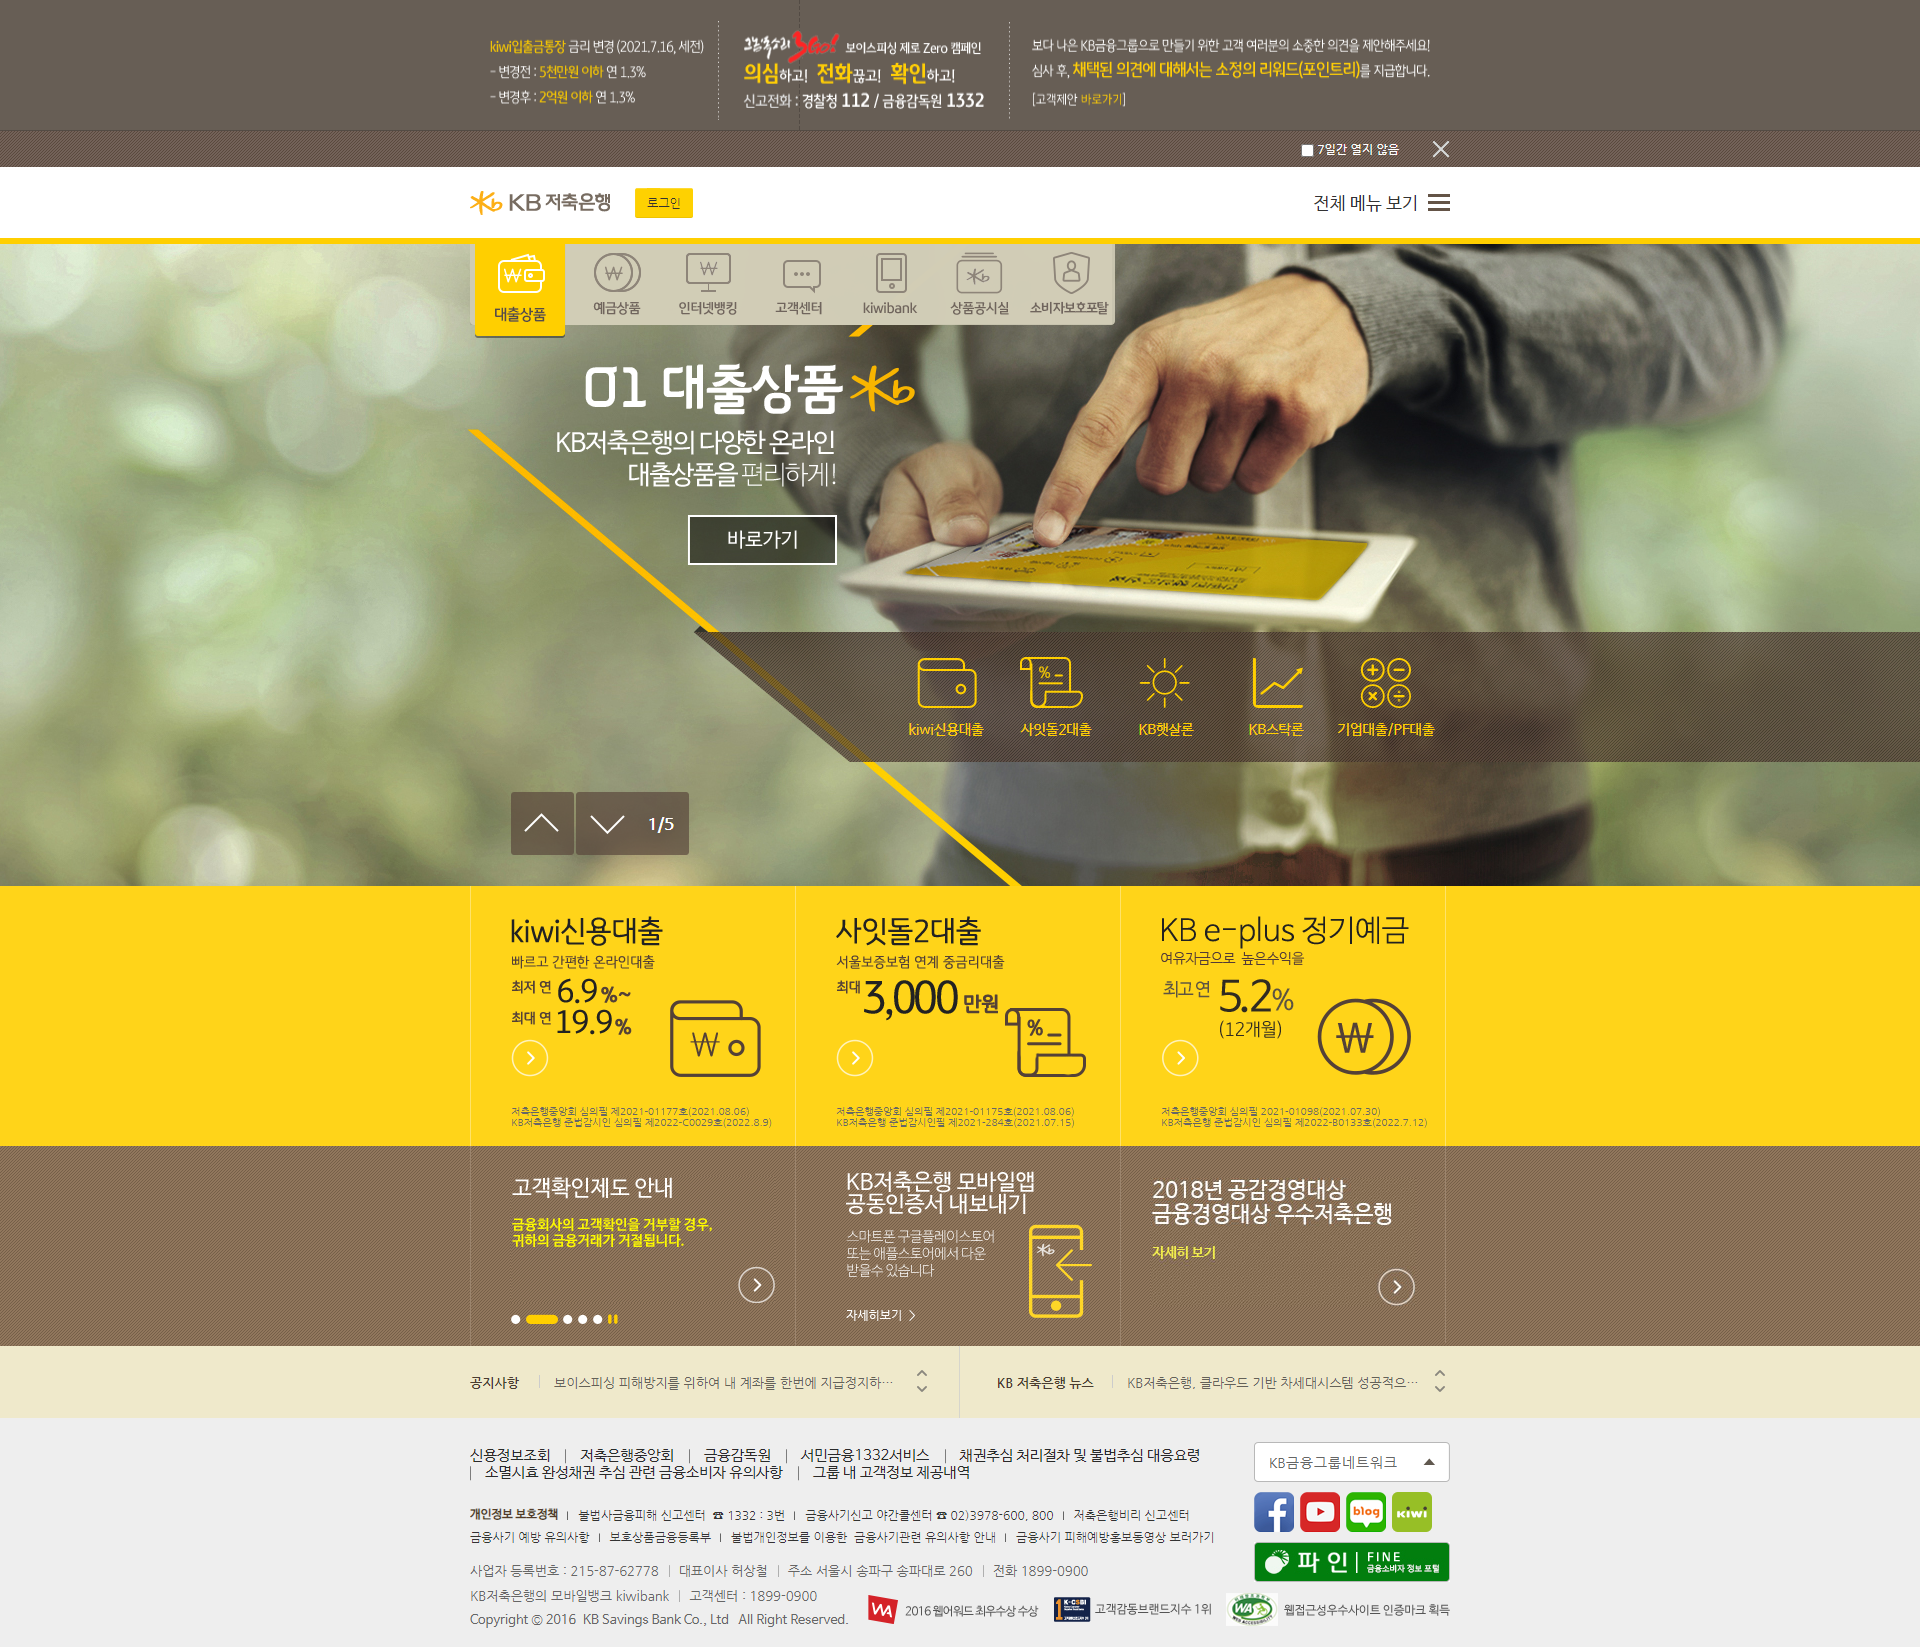 kiwi입출금통장 금리 변경 (2021.7.16, 세전)
- 변경전 : 5천만원 이하 연 1.3%
- 변경후 : 2억원 이하 연 1.3%
그놈목소리 3Go! 보이스피싱 제로 Zero 캠페인
의심하고! 전화끊고! 확인하고!
신고전화 : 경찰청 112 / 금융감독원 1332
보다 나은 KB금융그룹으로 만들기 위한 고객 여러분의 소중한 의견을 제안해주세요!
심사 후, 채택된 의견에 대해서는 소정의 리워드(포인트리)를 지급합니다.
[고객제안 바로가기]
7일간 열지 않음
KB 저축은행
로그인
전체 메뉴 보기
대출상품
예금상품
인터넷뱅킹
고객센터
kiwibank
상품공시실
소비자보호포탈
01 대출상품
KB저축은행의 다양한 온라인
대출상품을 편리하게!
바로가기
kiwi신용대출
사잇돌2대출
KB햇살론
KB스탁론
기업대출/PF대출
1/5
kiwi신용대출
빠르고 간편한 온라인대출
최저 연 6.9%~
최대 연 19.9%
저축은행중앙회 심의필 제2021-01177호(2021.08.06)
KB저축은행 준법감시인 심의필 제2022-C0029호(2022.8.9)
사잇돌2대출
서울보증보험 연계 중금리대출
최대 3,000 만원
저축은행중앙회 심의필 제2021-01175호(2021.08.06)
KB저축은행 준법감시인필 제2021-284호(2021.07.15)
KB e-plus 정기예금
여유자금으로 높은수익을
최고연 5.2%
(12개월)
저축은행중앙회 심의필 2021-01098(2021.07.30)
KB저축은행 준법감시인 심의필 제2022-B0133호(2022.7.12)
고객확인제도 안내
금융회사의 고객확인을 거부할 경우,
귀하의 금융거래가 거절됩니다.
KB저축은행 모바일앱
공동인증서 내보내기
스마트폰 구글플레이스토어
또는 애플스토어에서 다운
받을수 있습니다
자세히보기 >
2018년 공감경영대상
금융경영대상 우수저축은행
자세히 보기
공지사항 보이스피싱 피해방지를 위하여 내 계좌를 한번에 지급정지하…
KB 저축은행 뉴스 KB저축은행, 클라우드 기반 차세대시스템 성공적으…
신용정보조회 | 저축은행중앙회 | 금융감독원 | 서민금융1332서비스 | 채권추심 처리절차 및 불법추심 대응요령
| 소멸시효 완성채권 추심 관련 금융소비자 유의사항 | 그룹 내 고객정보 제공내역
개인정보 보호정책 | 불법사금융피해 신고센터 ☎ 1332 : 3번 | 금융사기신고 야간콜센터 ☎ 02)3978-600, 800 | 저축은행비리 신고센터
금융사기 예방 유의사항 | 보호상품금융등록부 | 불법개인정보를 이용한 금융사기관련 유의사항 안내 | 금융사기 피해예방홍보동영상 보러가기
사업자 등록번호 : 215-87-62778 | 대표이사 허상철 | 주소 서울시 송파구 송파대로 260 | 전화 1899-0900
KB저축은행의 모바일뱅크 kiwibank | 고객센터 : 1899-0900
Copyright © 2016 KB Savings Bank Co., Ltd All Right Reserved.
KB금융그룹네트워크
blog
KIWI
파인 | FINE
금융소비자 정보 포털
WA 2016 웹어워드 최우수상 수상
1 K-CSBI 고객감동브랜드지수 1위
WA 웹접근성우수사이트 인증마크 획득